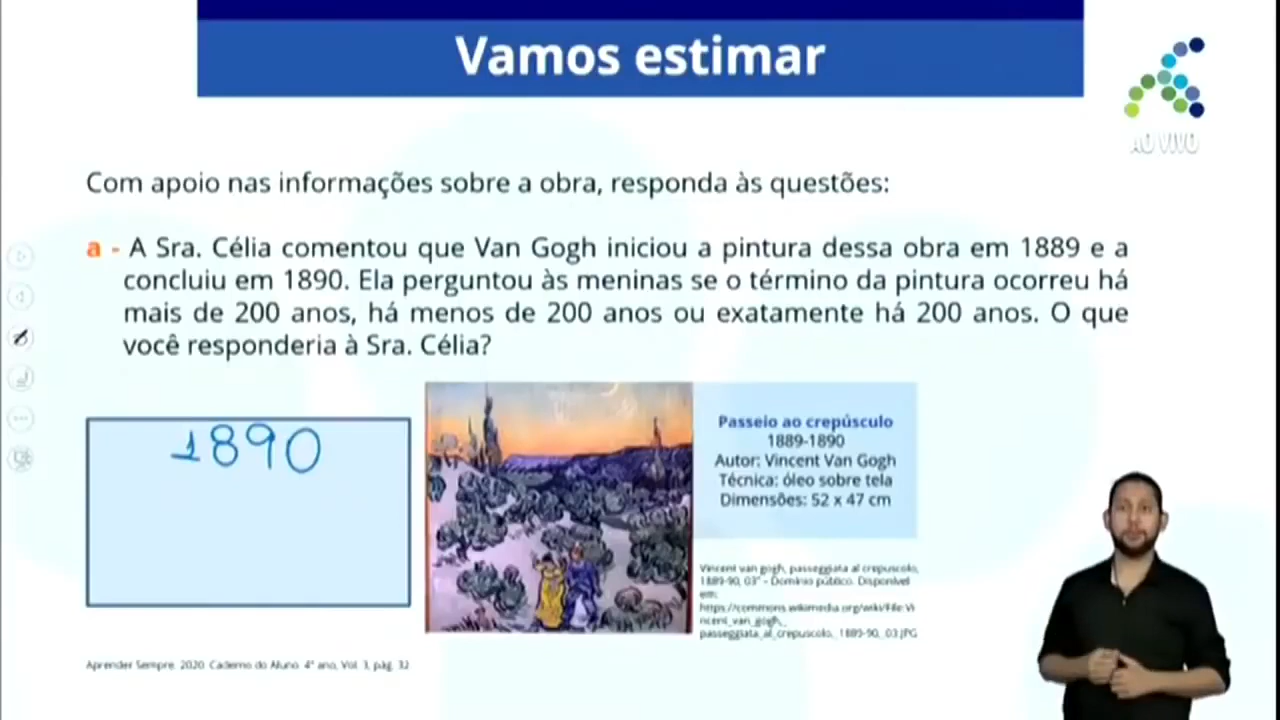 Vamos estimar
AO VIVO
Com apoio nas informações sobre a obra, responda às questões:
a - A Sra. Célia comentou que Van Gogh iniciou a pintura dessa obra em 1889 e a
concluiu em 1890. Ela perguntou às meninas se o término da pintura ocorreu há
mais de 200 anos, há menos de 200 anos ou exatamente há 200 anos. O que
você responderia à Sra. Célia?
1890
Passeio ao crepúsculo
1889-1890
Autor: Vincent Van Gogh
Técnica: óleo sobre tela
Dimensões: 52 x 47 cm
Vincent van gogh, passeggiata al crepuscolo,
1889-90, 03" - Domínio público. Disponível
em:
https://commons.wikimedia.org/wiki/File:Vi
ncent_van_gogh,_
passeggiata_al_crepuscolo,_1889-90,_03.JPG
Aprender Sempre. 2020. Caderno do Aluno. 4° ano, Vol. 3, pág. 32